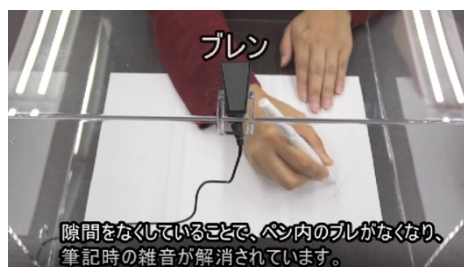 ブレン
隙間をなくしていることで、ペン内のブレがなくなり、
筆記時の雑音が解消されています。